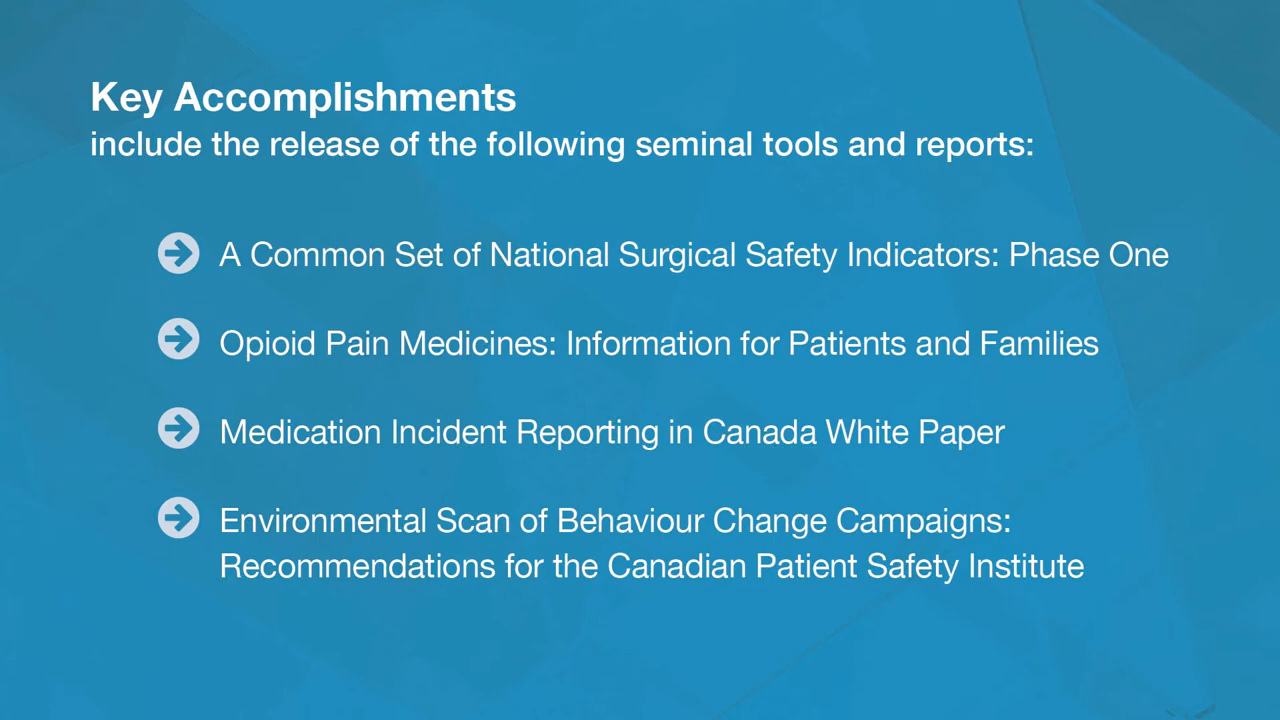 Key Accomplishments
include the release of the following seminal tools and reports:
A Common Set of National Surgical Safety Indicators: Phase One
Opioid Pain Medicines: Information for Patients and Families
Medication Incident Reporting in Canada White Paper
Environmental Scan of Behaviour Change Campaigns:
Recommendations for the Canadian Patient Safety Institute